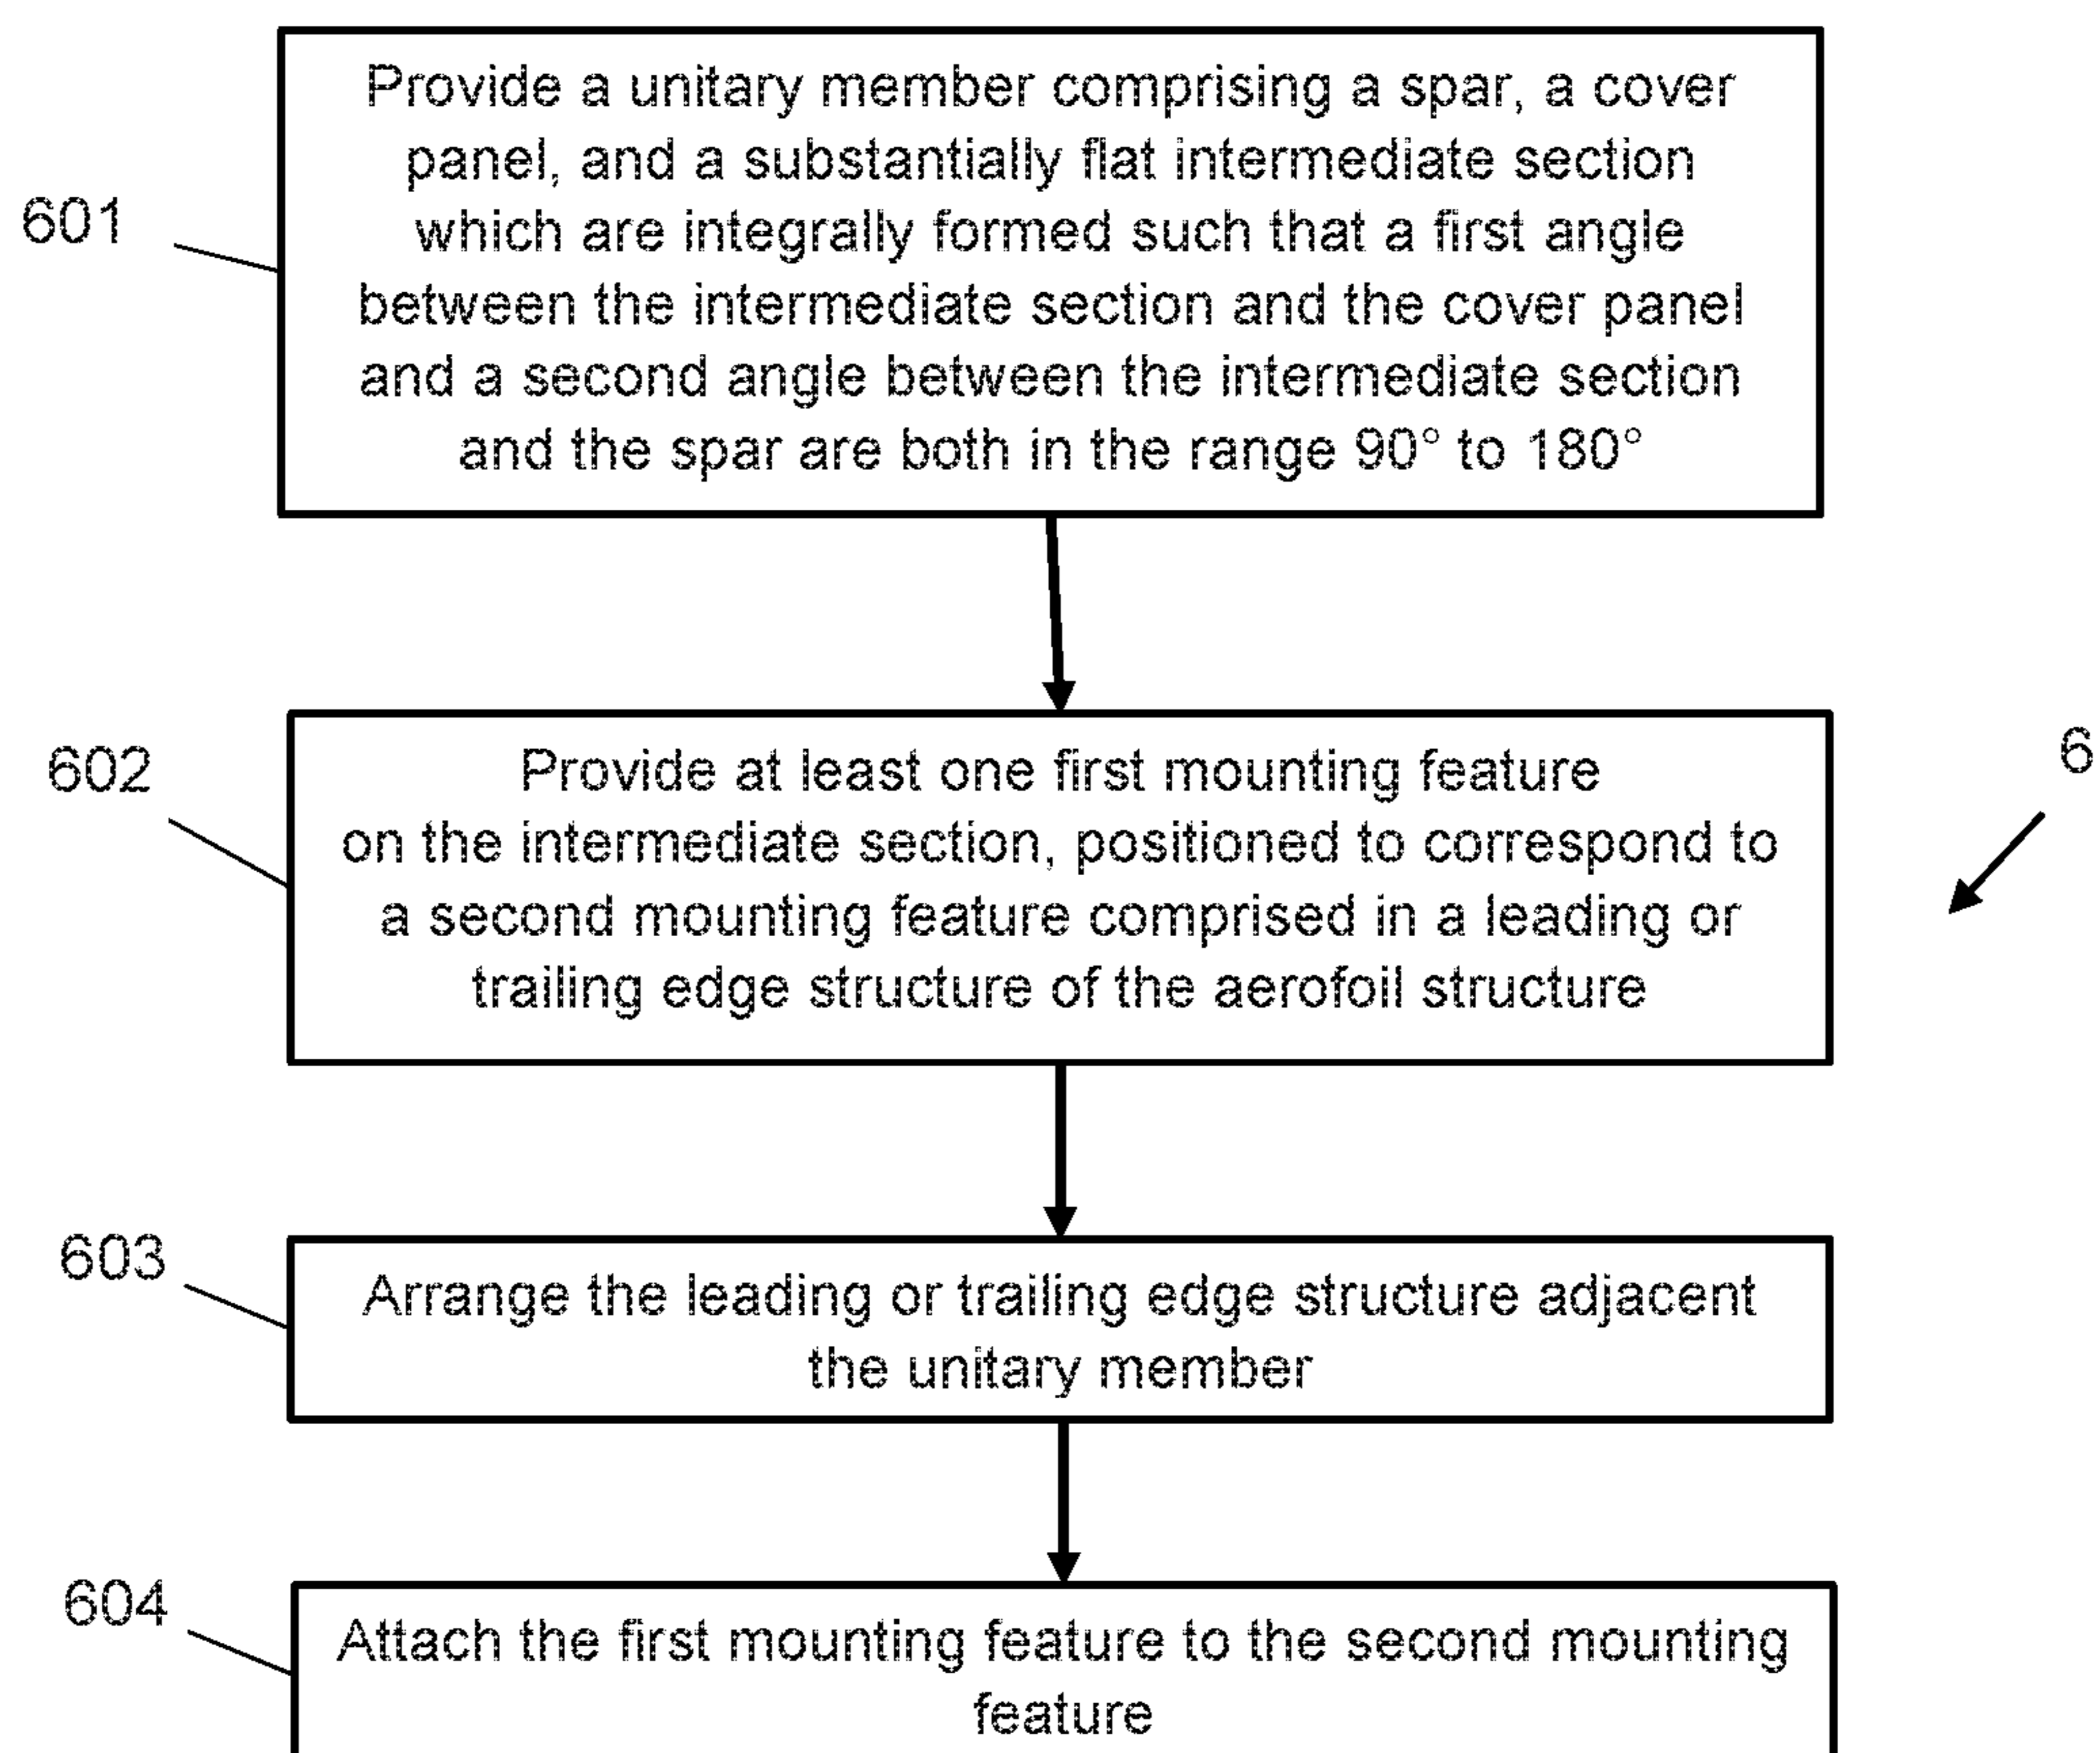 Provide a unitary member comprising a spar, a cover
panel, and a substantially flat intermediate section
which are integrally formed such that a first angle
between the intermediate section and the cover panel
and a second angle between the intermediate section
and the spar are both in the range 90° to 180°
601
Provide at least one first mounting feature
on the intermediate section, positioned to correspond to
a second mounting feature comprised in a leading or
trailing edge structure of the aerofoil structure
602
6
Arrange the leading or trailing edge structure adjacent
the unitary member
603
Attach the first mounting feature to the second mounting
feature
604